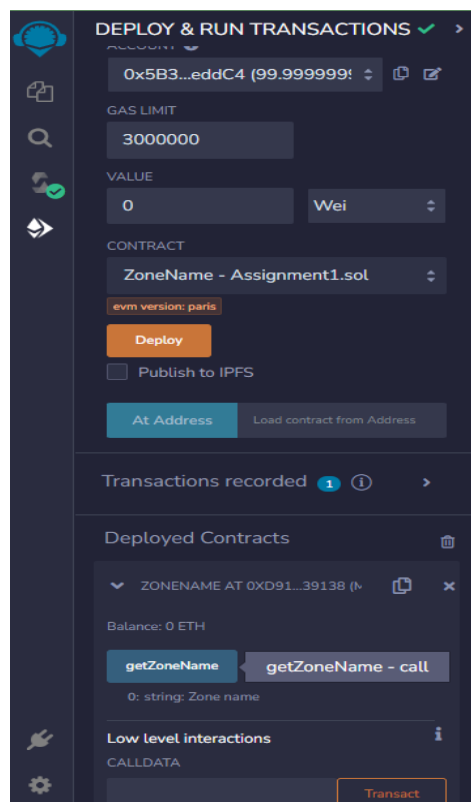 DEPLOY & RUN TRANSACTIONS
ACCOUNT
0x5B3...eddC4 (99.9999999
GAS LIMIT
3000000
VALUE
0 Wei
CONTRACT
ZoneName - Assignment1.sol
evm version: paris
Deploy
Publish to IPFS
At Address Load contract from Address
Transactions recorded 1 i
Deployed Contracts
ZONENAME AT 0XD91...39138 (M
Balance: 0 ETH
getZoneName getZoneName - call
0: string: Zone name
Low level interactions i
CALLDATA
Transact